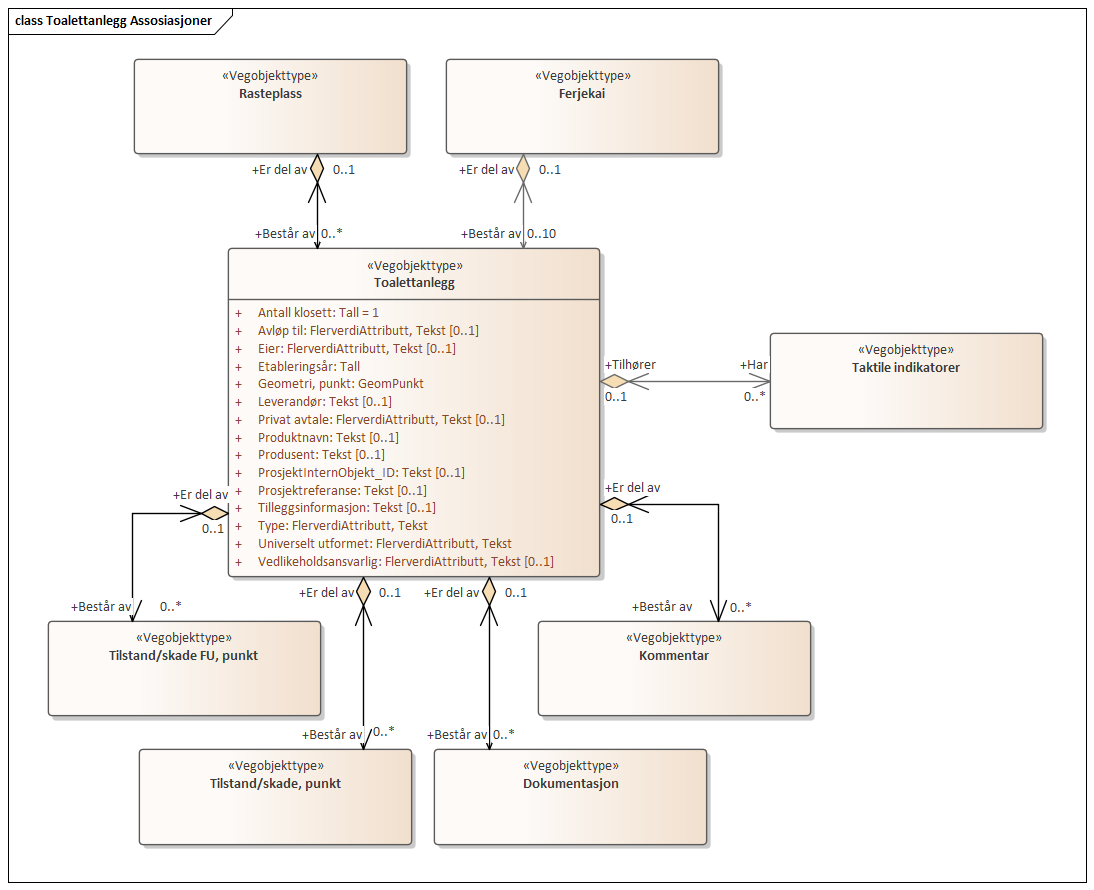 class Toalettanlegg Assosiasjoner
«Vegobjekttype»
Rasteplass
«Vegobjekttype»
Ferjekai
+Er del av 0..1
+Er del av 0..1
+Består av 0..*
+Består av 0..10
«Vegobjekttype»
Toalettanlegg
+ Antall klosett: Tall = 1
+ Avløp til: FlerverdiAttributt, Tekst [0..1]
+ Eier: FlerverdiAttributt, Tekst [0..1]
+ Etableringsår: Tall
+ Geometri, punkt: GeomPunkt
+ Leverandør: Tekst [0..1]
+ Privat avtale: FlerverdiAttributt, Tekst [0..1]
+ Produktnavn: Tekst [0..1]
+ Produsent: Tekst [0..1]
+ ProsjektInternObjekt_ID: Tekst [0..1]
+ Prosjektreferanse: Tekst [0..1]
+ Tilleggsinformasjon: Tekst [0..1]
+ Type: FlerverdiAttributt, Tekst
+ Universelt utformet: FlerverdiAttributt, Tekst
+ Vedlikeholdsansvarlig: FlerverdiAttributt, Tekst [0..1]
+Tilhører
0..1
+Har
0..*
«Vegobjekttype»
Taktile indikatorer
+Er del av
0..1
+Består av 0..*
«Vegobjekttype»
Tilstand/skade FU, punkt
+Er del av 0..1
+Består av 0..*
«Vegobjekttype»
Tilstand/skade, punkt
+Er del av 0..1
+Består av 0..*
«Vegobjekttype»
Dokumentasjon
+Er del av
0..1
+Består av 0..*
«Vegobjekttype»
Kommentar